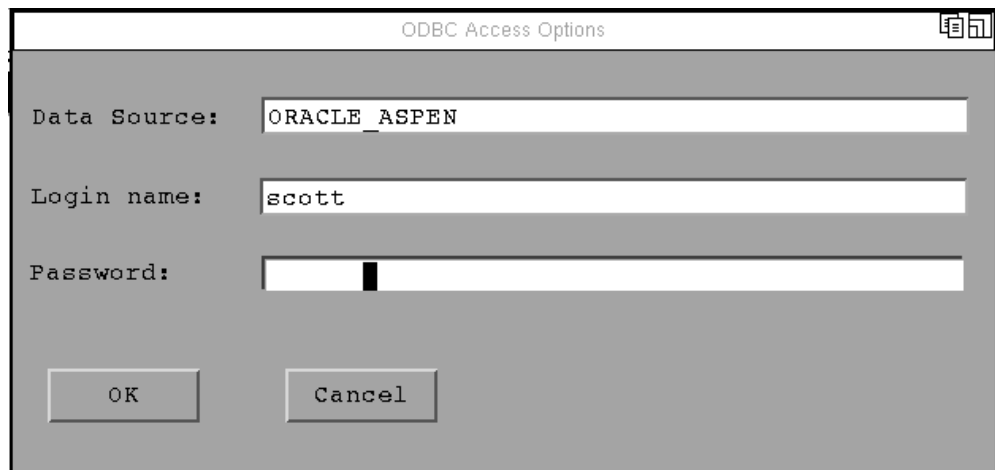 ODBC Access Options
Data Source: ORACLE_ASPEN
Login name: scott
Password:
OK Cancel